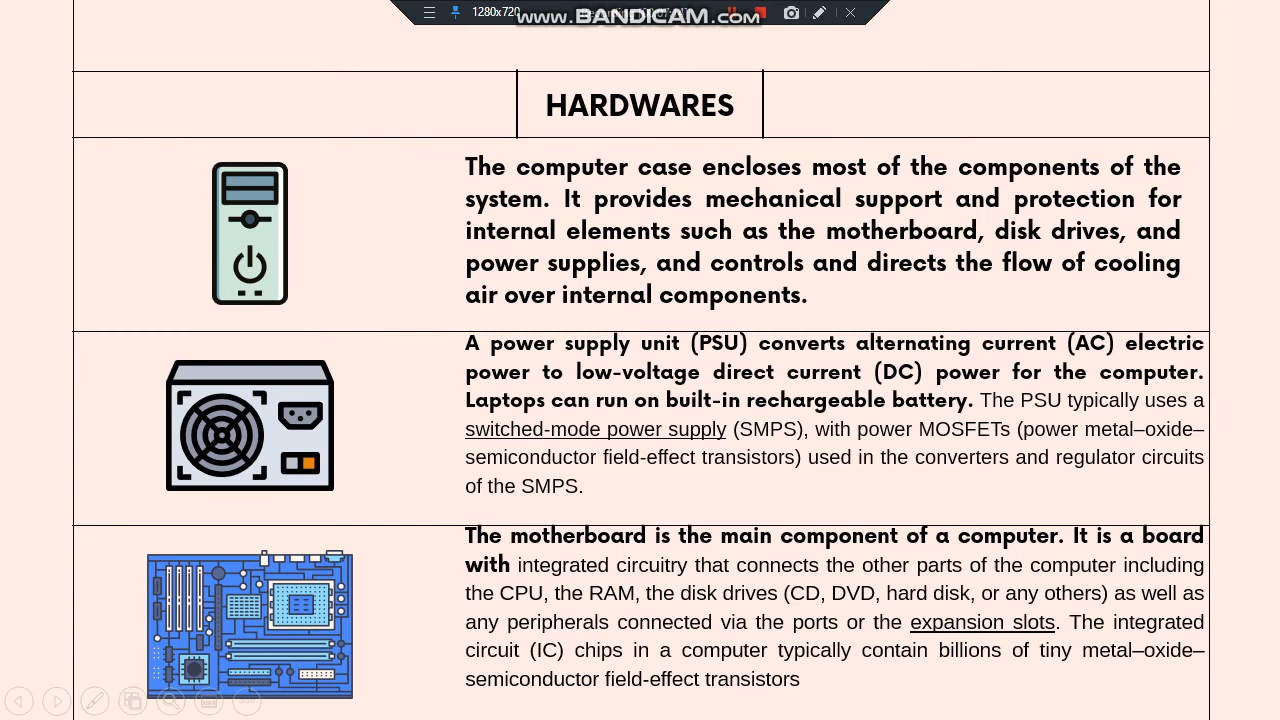 1280x720
www.BANDICAM.com
HARDWARES
The computer case encloses most of the components of the
system. It provides mechanical support and protection for
internal elements such as the motherboard, disk drives, and
power supplies, and controls and directs the flow of cooling
air over internal components.
A power supply unit (PSU) converts alternating current (AC) electric
power to low-voltage direct current (DC) power for the computer.
Laptops can run on built-in rechargeable battery. The PSU typically uses a
switched-mode power supply (SMPS), with power MOSFETs (power metal–oxide–
semiconductor field-effect transistors) used in the converters and regulator circuits
of the SMPS.
The motherboard is the main component of a computer. It is a board
with integrated circuitry that connects the other parts of the computer including
the CPU, the RAM, the disk drives (CD, DVD, hard disk, or any others) as well as
any peripherals connected via the ports or the expansion slots. The integrated
circuit (IC) chips in a computer typically contain billions of tiny metal–oxide–
semiconductor field-effect transistors